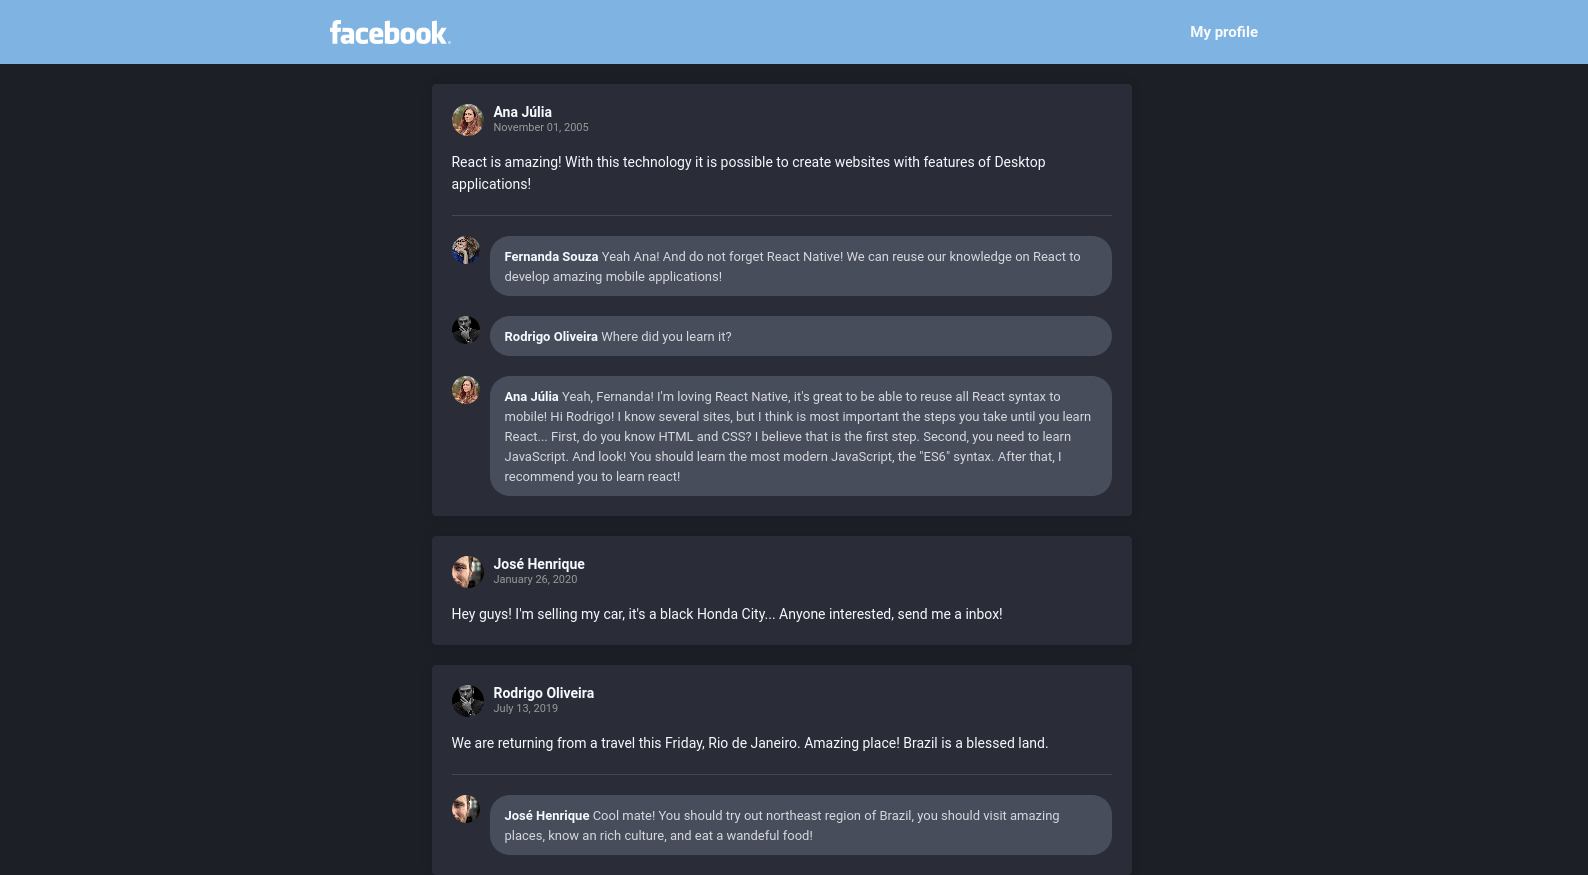 facebook
My profile
Ana Júlia
November 01, 2005
React is amazing! With this technology it is possible to create websites with features of Desktop
applications!
Fernanda Souza Yeah Ana! And do not forget React Native! We can reuse our knowledge on React to
develop amazing mobile applications!
Rodrigo Oliveira Where did you learn it?
Ana Júlia Yeah, Fernanda! I'm loving React Native, it's great to be able to reuse all React syntax to
mobile! Hi Rodrigo! I know several sites, but I think is most important the steps you take until you learn
React... First, do you know HTML and CSS? I believe that is the first step. Second, you need to learn
JavaScript. And look! You should learn the most modern JavaScript, the "ES6" syntax. After that, I
recommend you to learn react!
José Henrique
January 26, 2020
Hey guys! I'm selling my car, it's a black Honda City... Anyone interested, send me a inbox!
Rodrigo Oliveira
July 13, 2019
We are returning from a travel this Friday, Rio de Janeiro. Amazing place! Brazil is a blessed land.
José Henrique Cool mate! You should try out northeast region of Brazil, you should visit amazing
places, know an rich culture, and eat a wandeful food!